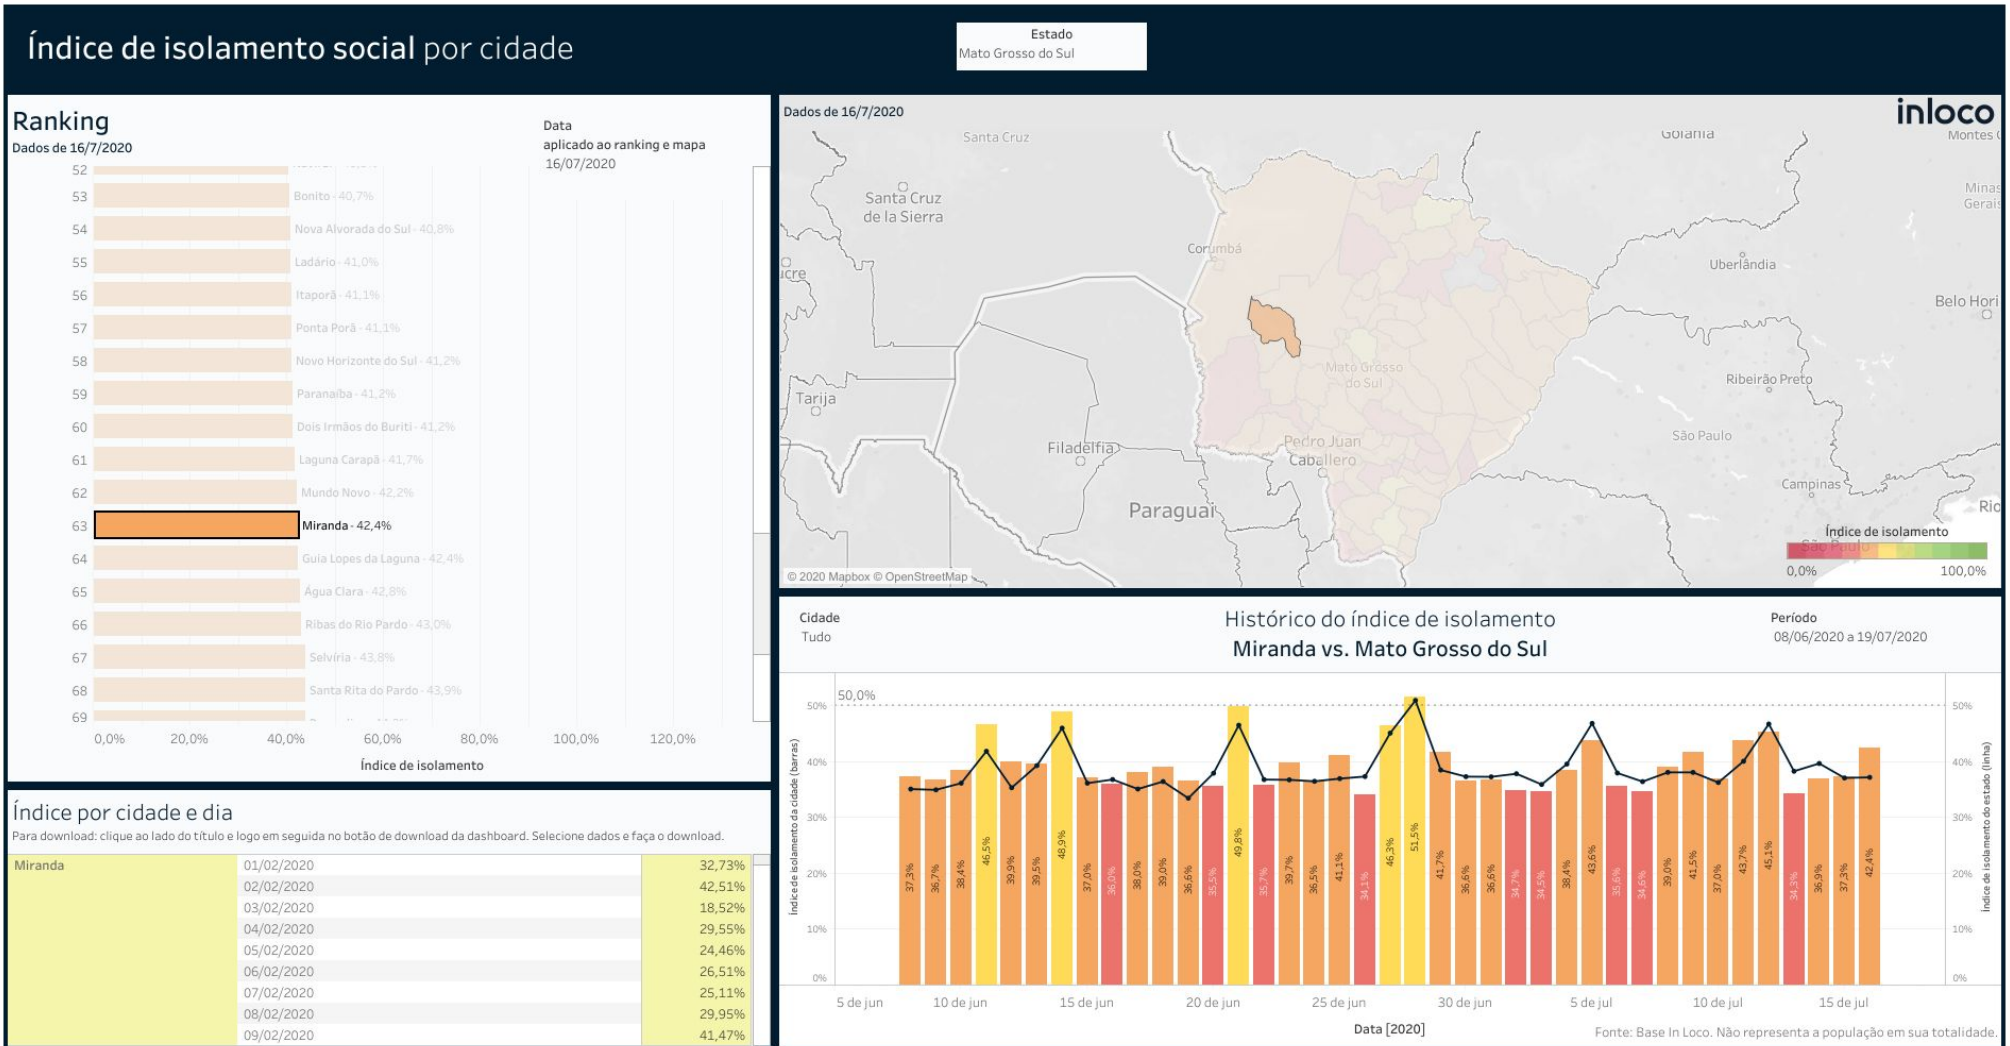 Índice de isolamento social por cidade
Estado
Mato Grosso do Sul
Ranking
Dados de 16/7/2020
Data
aplicado ao ranking e mapa
16/07/2020
52
53 Bonito - 40,7%
54 Nova Alvorada do Sul - 40,8%
55 Ladário - 41,0%
56 Itaporã - 41,1%
57 Ponta Porã - 41,1%
58 Novo Horizonte do Sul - 41,2%
59 Paranaíba - 41,2%
60 Dois Irmãos do Buriti - 41,2%
61 Laguna Carapã - 41,7%
62 Mundo Novo - 42,2%
63 Miranda - 42,4%
64 Guia Lopes da Laguna - 42,4%
65 Água Clara - 42,8%
66 Ribas do Rio Pardo - 43,0%
67 Selvíria - 43,8%
68 Santa Rita do Pardo - 43,9%
69
0,0% 20,0% 40,0% 60,0% 80,0% 100,0% 120,0%
Índice de isolamento
Índice por cidade e dia
Para download: clique ao lado do título e logo em seguida no botão de download da dashboard. Selecione dados e faça o download.
Miranda 01/02/2020 32,73%
02/02/2020 42,51%
03/02/2020 18,52%
04/02/2020 29,55%
05/02/2020 24,46%
06/02/2020 26,51%
07/02/2020 25,11%
08/02/2020 29,95%
09/02/2020 41,47%
Dados de 16/7/2020
inloco
Santa Cruz
Goiânia
Montes C
Santa Cruz
de la Sierra
Minas
Gerais
Corumbá
ucre
Uberlândia
Belo Hori
Mato Grosso
do Sul
Ribeirão Preto
Tarija
São Paulo
Pedro Juan
Caballero
Filadelfia
Campinas
Paraguai
Rio
Índice de isolamento
São Paulo
0,0% 100,0%
© 2020 Mapbox © OpenStreetMap
Cidade
Tudo
Histórico do índice de isolamento
Miranda vs. Mato Grosso do Sul
Período
08/06/2020 a 19/07/2020
50,0%
Índice de isolamento da cidade (barras)
50%
40%
30%
20%
10%
0%
37,3% 36,7% 38,4% 46,5% 39,9% 39,5% 48,9% 37,0% 36,0% 38,0% 39,0% 36,6% 35,5% 49,8% 35,7% 39,7% 36,5% 41,1% 34,1% 46,3% 51,5% 41,7% 36,6% 36,6% 34,7% 34,5% 38,4% 43,6% 35,6% 34,6% 39,0% 41,5% 37,0% 43,7% 45,1% 34,3% 36,9% 37,3% 42,4%
50%
40%
30%
20%
10%
0%
Índice de isolamento do estado (linha)
5 de jun 10 de jun 15 de jun 20 de jun 25 de jun 30 de jun 5 de jul 10 de jul 15 de jul
Data [2020]
Fonte: Base In Loco. Não representa a população em sua totalidade.